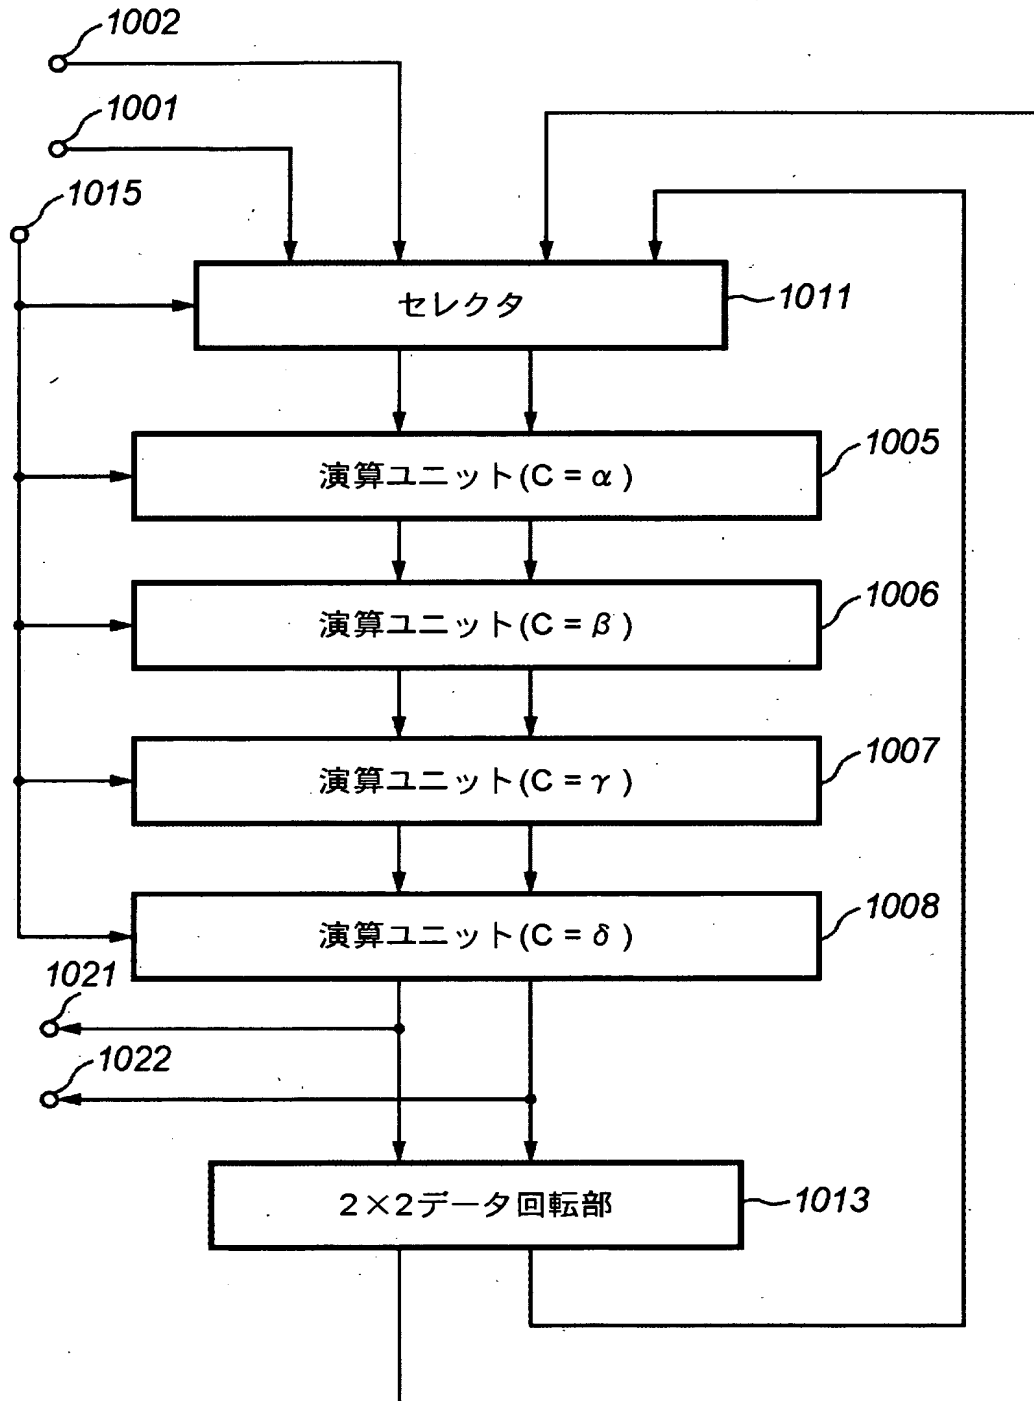 1002
1001
1015
セレクタ
1011
演算ユニット(C = α)
1005
演算ユニット(C = β)
1006
演算ユニット(C = γ)
1007
演算ユニット(C = δ)
1008
1021
1022
2×2データ回転部
1013